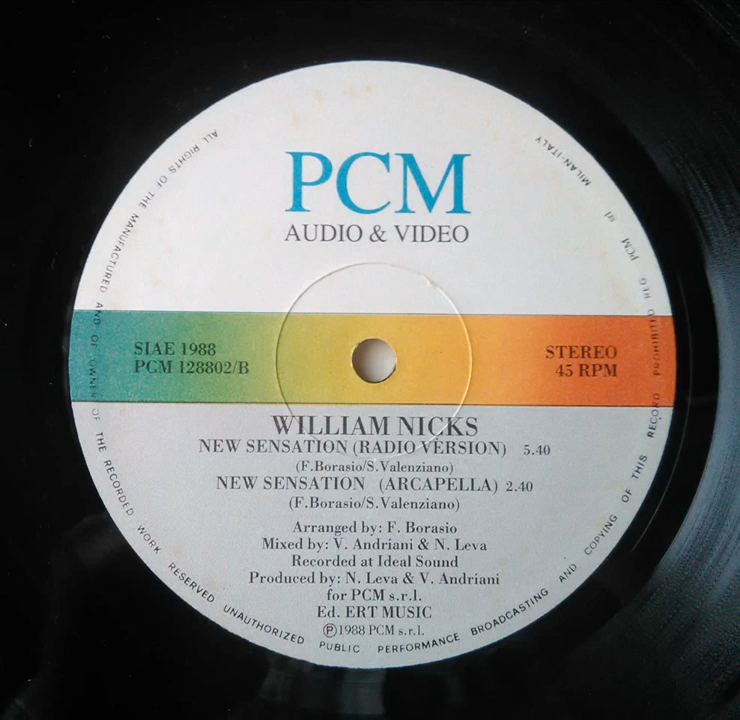 PCM
AUDIO & VIDEO
SIAE 1988
PCM 128802/B
STEREO
45 RPM
WILLIAM NICKS
NEW SENSATION (RADIO VERSION) 5.40
(F.Borasio/S.Valenziano)
NEW SENSATION (ARCAPELLA) 2.40
(F.Borasio/S.Valenziano)
Arranged by: F. Borasio
Mixed by: V. Andriani & N. Leva
Recorded at Ideal Sound
Produced by: N. Leva & V. Andriani
for PCM s.r.l.
Ed. ERT MUSIC
Ⓟ1988 PCM s.r.l.
ALL RIGHTS OF THE MANUFACTURED AND OF OWNER OF THE RECORDED WORK RESERVED UNAUTHORIZED PUBLIC PERFORMANCE BROADCASTING AND COPYING OF THIS RECORD PROHIBITED REG PCM srl MILAN-ITALY